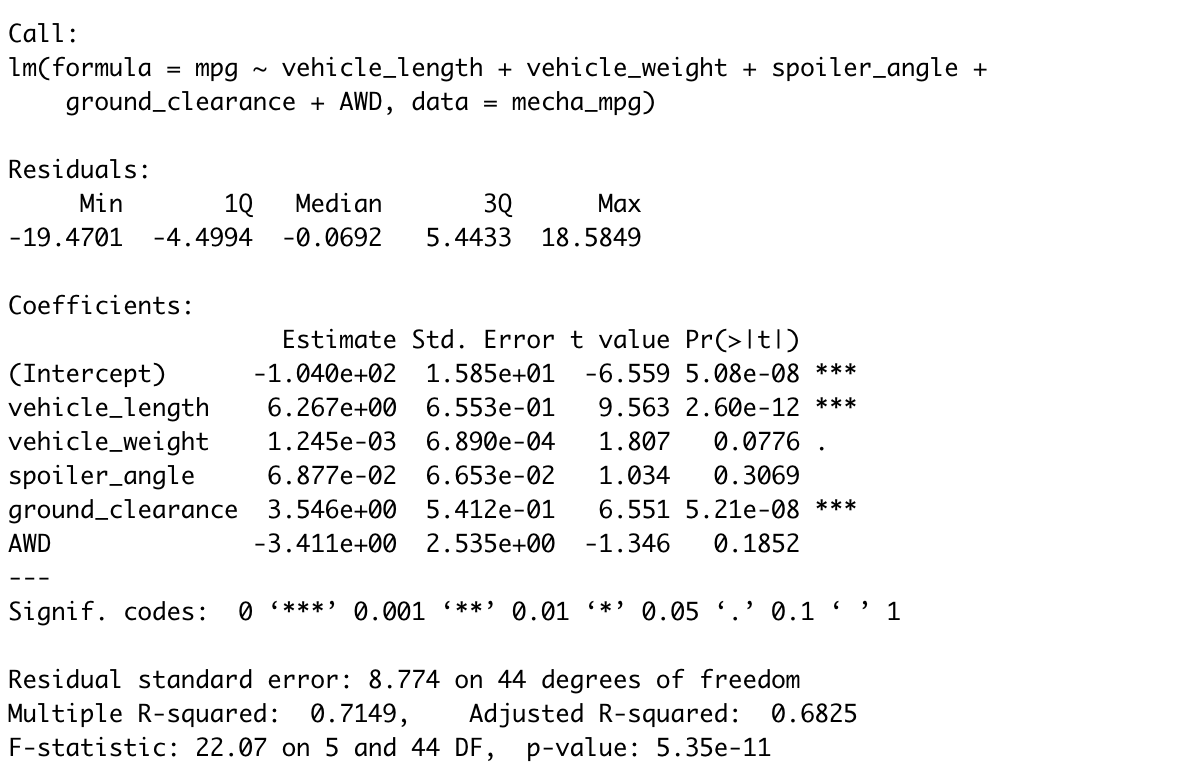 Call:
lm(formula = mpg ~ vehicle_length + vehicle_weight + spoiler_angle +
    ground_clearance + AWD, data = mecha_mpg)

Residuals:
     Min       1Q   Median       3Q      Max
-19.4701  -4.4994  -0.0692   5.4433  18.5849

Coefficients:
                   Estimate Std. Error t value Pr(>|t|)
(Intercept)      -1.040e+02  1.585e+01  -6.559 5.08e-08 ***
vehicle_length    6.267e+00  6.553e-01   9.563 2.60e-12 ***
vehicle_weight    1.245e-03  6.890e-04   1.807   0.0776 .
spoiler_angle     6.877e-02  6.653e-02   1.034   0.3069
ground_clearance  3.546e+00  5.412e-01   6.551 5.21e-08 ***
AWD              -3.411e+00  2.535e+00  -1.346   0.1852
---
Signif. codes:  0 ‘***’ 0.001 ‘**’ 0.01 ‘*’ 0.05 ‘.’ 0.1 ‘ ’ 1

Residual standard error: 8.774 on 44 degrees of freedom
Multiple R-squared:  0.7149,    Adjusted R-squared:  0.6825
F-statistic: 22.07 on 5 and 44 DF,  p-value: 5.35e-11